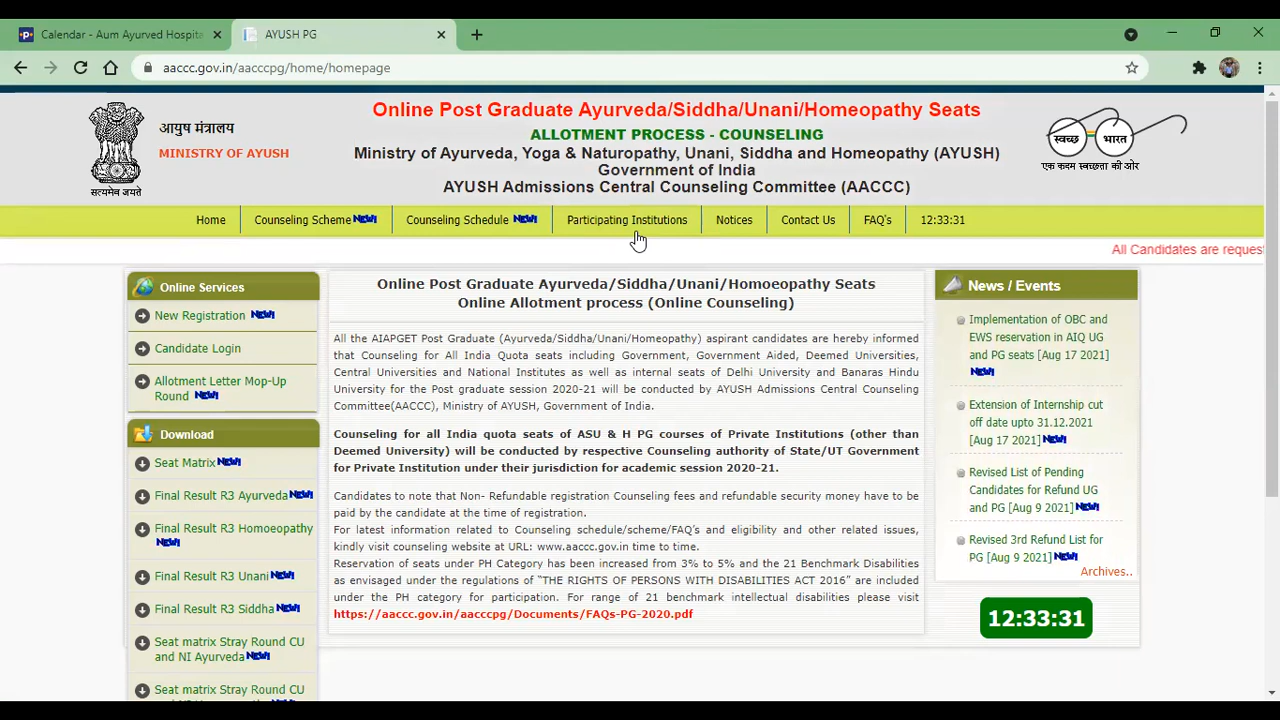 Calendar - Aum Ayurved Hospita
AYUSH PG
aaccc.gov.in/aacccpg/home/homepage
आयुष मंत्रालय
MINISTRY OF AYUSH
सत्यमेव जयते
Online Post Graduate Ayurveda/Siddha/Unani/Homeopathy Seats
ALLOTMENT PROCESS - COUNSELING
Ministry of Ayurveda, Yoga & Naturopathy, Unani, Siddha and Homeopathy (AYUSH)
Government of India
AYUSH Admissions Central Counseling Committee (AACCC)
स्वच्छ भारत
एक कदम स्वच्छता की ओर
Home Counseling Scheme NEW! Counseling Schedule NEW! Participating Institutions Notices Contact Us FAQ's 12:33:31
All Candidates are reques
Online Services
New Registration NEW!
Candidate Login
Allotment Letter Mop-Up
Round NEW!
Download
Seat Matrix NEW!
Final Result R3 Ayurveda NEW!
Final Result R3 Homoeopathy
NEW!
Final Result R3 Unani NEW!
Final Result R3 Siddha NEW!
Seat matrix Stray Round CU
and NI Ayurveda NEW!
Seat matrix Stray Round CU
Online Post Graduate Ayurveda/Siddha/Unani/Homoeopathy Seats
Online Allotment process (Online Counseling)
All the AIAPGET Post Graduate (Ayurveda/Siddha/Unani/Homeopathy) aspirant candidates are hereby informed
that Counseling for All India Quota seats including Government, Government Aided, Deemed Universities,
Central Universities and National Institutes as well as internal seats of Delhi University and Banaras Hindu
University for the Post graduate session 2020-21 will be conducted by AYUSH Admissions Central Counseling
Committee(AACCC), Ministry of AYUSH, Government of India.
Counseling for all India quota seats of ASU & H PG courses of Private Institutions (other than
Deemed University) will be conducted by respective Counseling authority of State/UT Government
for Private Institution under their jurisdiction for academic session 2020-21.
Candidates to note that Non- Refundable registration Counseling fees and refundable security money have to be
paid by the candidate at the time of registration.
For latest information related to Counseling schedule/scheme/FAQ's and eligibility and other related issues,
kindly visit counseling website at URL: www.aaccc.gov.in time to time.
Reservation of seats under PH Category has been increased from 3% to 5% and the 21 Benchmark Disabilities
as envisaged under the regulations of "THE RIGHTS OF PERSONS WITH DISABILITIES ACT 2016" are included
under the PH category for participation. For range of 21 benchmark intellectual disabilities please visit
https://aaccc.gov.in/aacccpg/Documents/FAQs-PG-2020.pdf
News / Events
Implementation of OBC and
EWS reservation in AIQ UG
and PG seats [Aug 17 2021]
NEW!
Extension of Internship cut
off date upto 31.12.2021
[Aug 17 2021] NEW!
Revised List of Pending
Candidates for Refund UG
and PG [Aug 9 2021] NEW!
Revised 3rd Refund List for
PG [Aug 9 2021] NEW!
Archives..
12:33:31